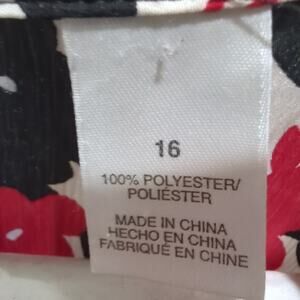 16
100% POLYESTER/
POLIÉSTER
MADE IN CHINA
HECHO EN CHINA
FABRIQUÉ EN CHINE